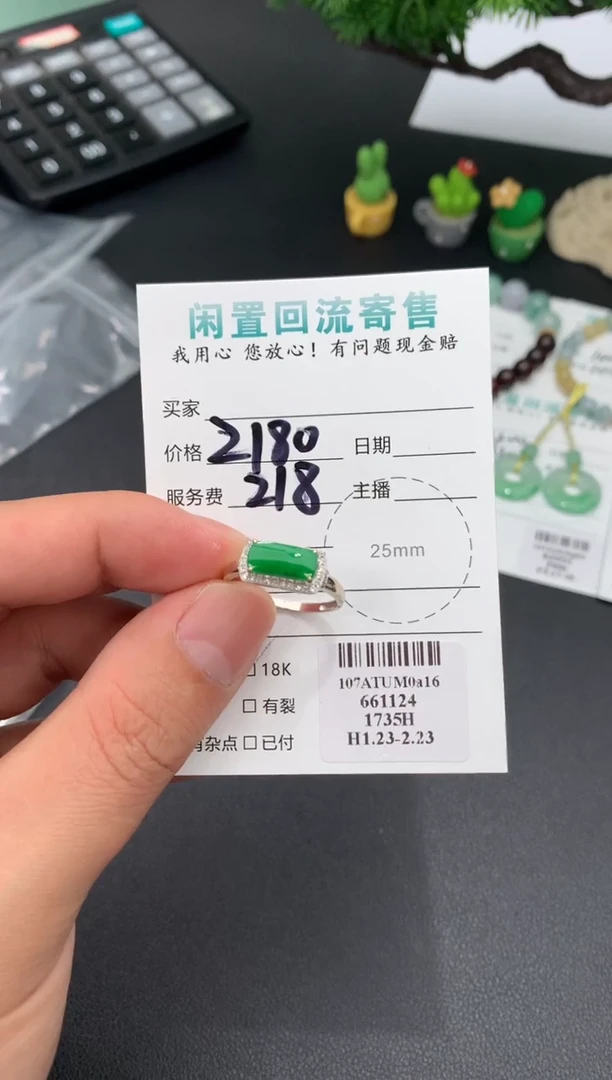 闲置回流寄售
我用心 您放心！有问题现金赔
买家
价格 2180 日期
服务费 218 主播
25mm
□ 18K
□ 有裂
杂点 □ 已付
107ATUM0a16
661124
1735H
H1.23-2.23